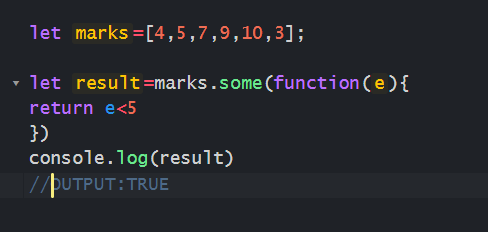 let marks=[4,5,7,9,10,3];
let result=marks.some(function(e){
return e<5
})
console.log(result)
//OUTPUT:TRUE